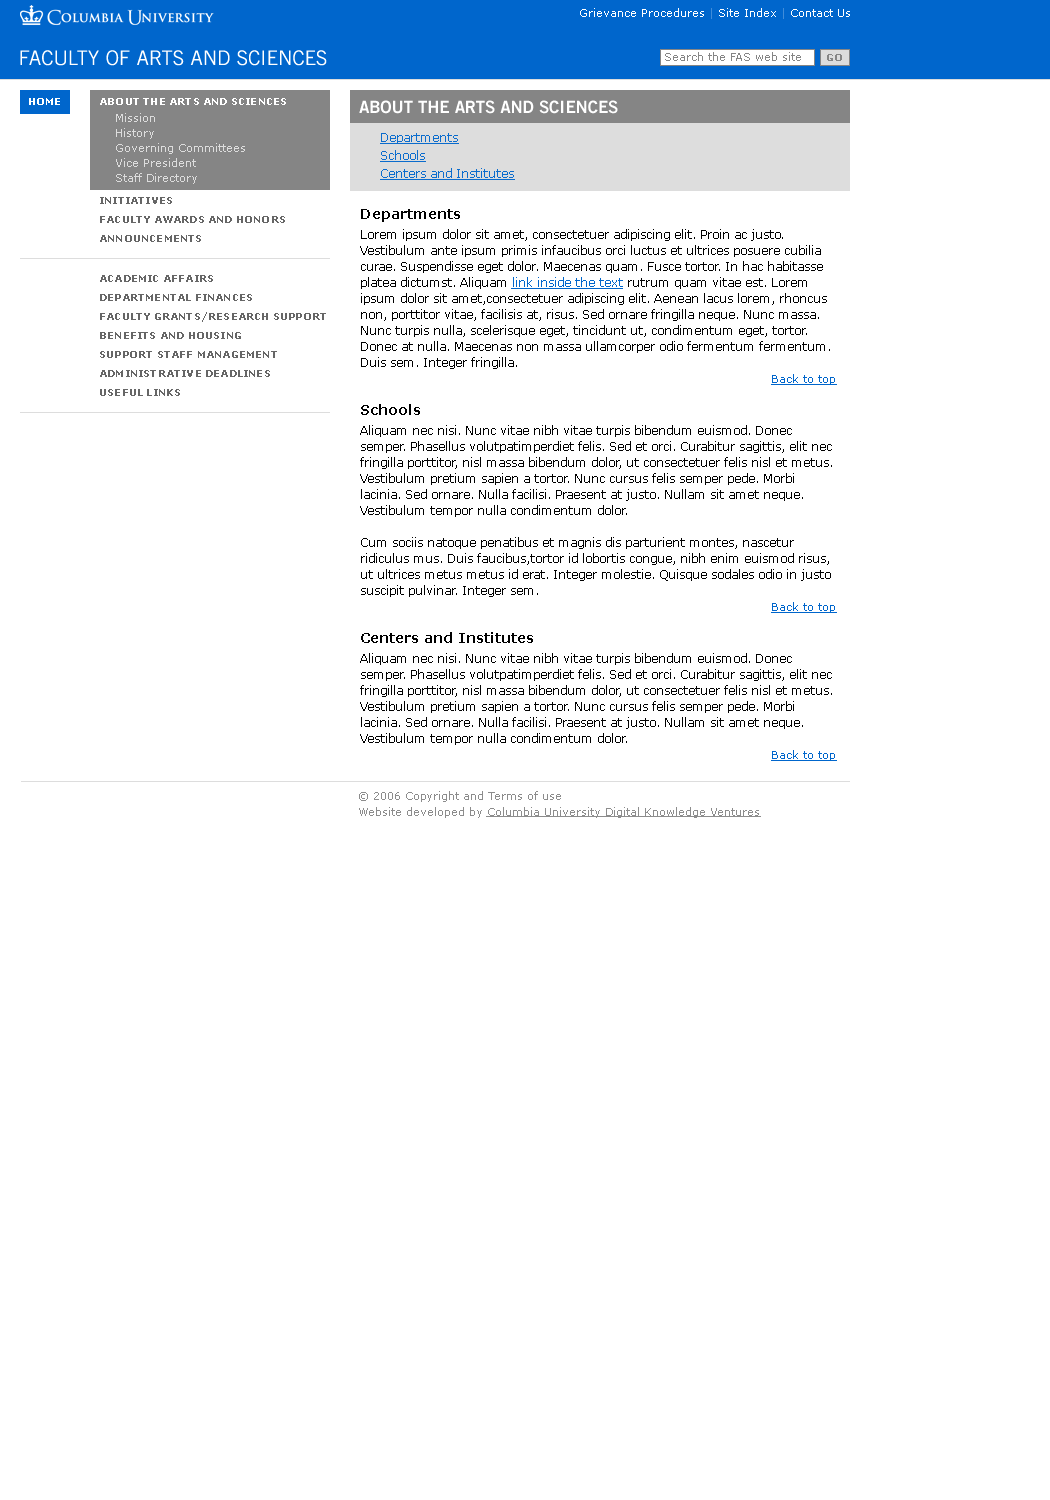 COLUMBIA UNIVERSITY
Grievance Procedures | Site Index | Contact Us
FACULTY OF ARTS AND SCIENCES
Search the FAS web site GO
HOME
ABOUT THE ARTS AND SCIENCES
Mission
History
Governing Committees
Vice President
Staff Directory
INITIATIVES
FACULTY AWARDS AND HONORS
ANNOUNCEMENTS
ACADEMIC AFFAIRS
DEPARTMENTAL FINANCES
FACULTY GRANTS/RESEARCH SUPPORT
BENEFITS AND HOUSING
SUPPORT STAFF MANAGEMENT
ADMINISTRATIVE DEADLINES
USEFUL LINKS
ABOUT THE ARTS AND SCIENCES
Departments
Schools
Centers and Institutes
Departments
Lorem ipsum dolor sit amet, consectetuer adipiscing elit. Proin ac justo.
Vestibulum ante ipsum primis infaucibus orci luctus et ultrices posuere cubilia
curae. Suspendisse eget dolor. Maecenas quam. Fusce tortor. In hac habitasse
platea dictumst. Aliquam link inside the text rutrum quam vitae est. Lorem
ipsum dolor sit amet,consectetuer adipiscing elit. Aenean lacus lorem, rhoncus
non, porttitor vitae, facilisis at, risus. Sed ornare fringilla neque. Nunc massa.
Nunc turpis nulla, scelerisque eget, tincidunt ut, condimentum eget, tortor.
Donec at nulla. Maecenas non massa ullamcorper odio fermentum fermentum.
Duis sem. Integer fringilla.
Back to top
Schools
Aliquam nec nisi. Nunc vitae nibh vitae turpis bibendum euismod. Donec
semper. Phasellus volutpatimperdiet felis. Sed et orci. Curabitur sagittis, elit nec
fringilla porttitor, nisl massa bibendum dolor, ut consectetuer felis nisl et metus.
Vestibulum pretium sapien a tortor. Nunc cursus felis semper pede. Morbi
lacinia. Sed ornare. Nulla facilisi. Praesent at justo. Nullam sit amet neque.
Vestibulum tempor nulla condimentum dolor.
Cum sociis natoque penatibus et magnis dis parturient montes, nascetur
ridiculus mus. Duis faucibus,tortor id lobortis congue, nibh enim euismod risus,
ut ultrices metus metus id erat. Integer molestie. Quisque sodales odio in justo
suscipit pulvinar. Integer sem.
Back to top
Centers and Institutes
Aliquam nec nisi. Nunc vitae nibh vitae turpis bibendum euismod. Donec
semper. Phasellus volutpatimperdiet felis. Sed et orci. Curabitur sagittis, elit nec
fringilla porttitor, nisl massa bibendum dolor, ut consectetuer felis nisl et metus.
Vestibulum pretium sapien a tortor. Nunc cursus felis semper pede. Morbi
lacinia. Sed ornare. Nulla facilisi. Praesent at justo. Nullam sit amet neque.
Vestibulum tempor nulla condimentum dolor.
Back to top
© 2006 Copyright and Terms of use
Website developed by Columbia University Digital Knowledge Ventures